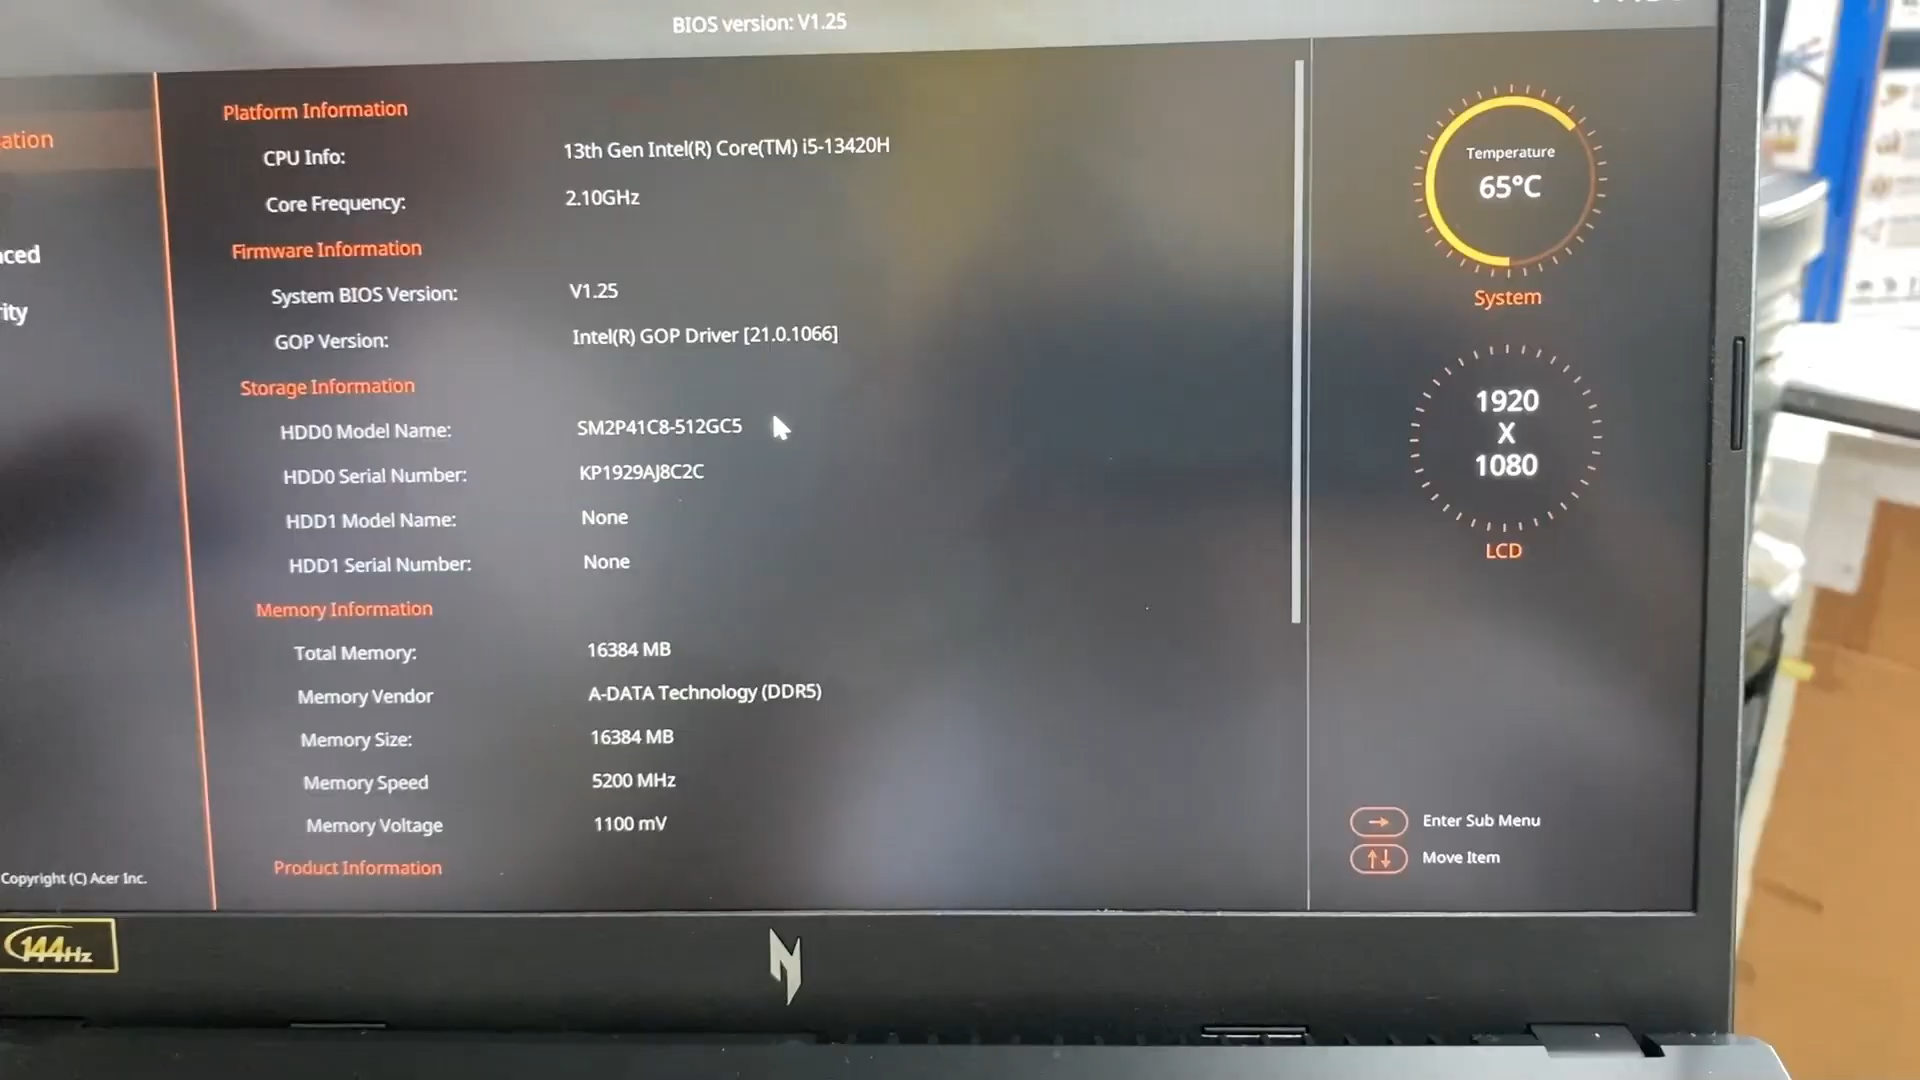 BIOS version: V1.25
ation
nced
rity
Platform Information
CPU Info: 13th Gen Intel(R) Core(TM) i5-13420H
Core Frequency: 2.10GHz
Firmware Information
System BIOS Version: V1.25
GOP Version: Intel(R) GOP Driver [21.0.1066]
Storage Information
HDD0 Model Name: SM2P41C8-512GC5
HDD0 Serial Number: KP1929AJ8C2C
HDD1 Model Name: None
HDD1 Serial Number: None
Memory Information
Total Memory: 16384 MB
Memory Vendor A-DATA Technology (DDR5)
Memory Size: 16384 MB
Memory Speed 5200 MHz
Memory Voltage 1100 mV
Product Information
Copyright (C) Acer Inc.
Temperature
65°C
System
1920
X
1080
LCD
Enter Sub Menu
Move Item
144Hz